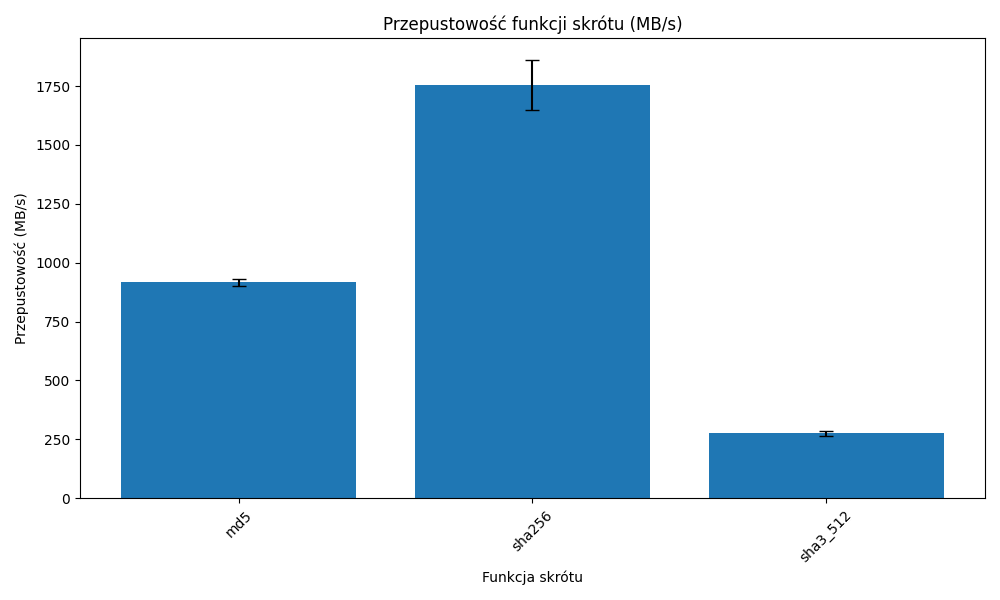 Przepustowość funkcji skrótu (MB/s)
Przepustowość (MB/s)
1750
1500
1250
1000
750
500
250
0
md5
sha256
sha3_512
Funkcja skrótu